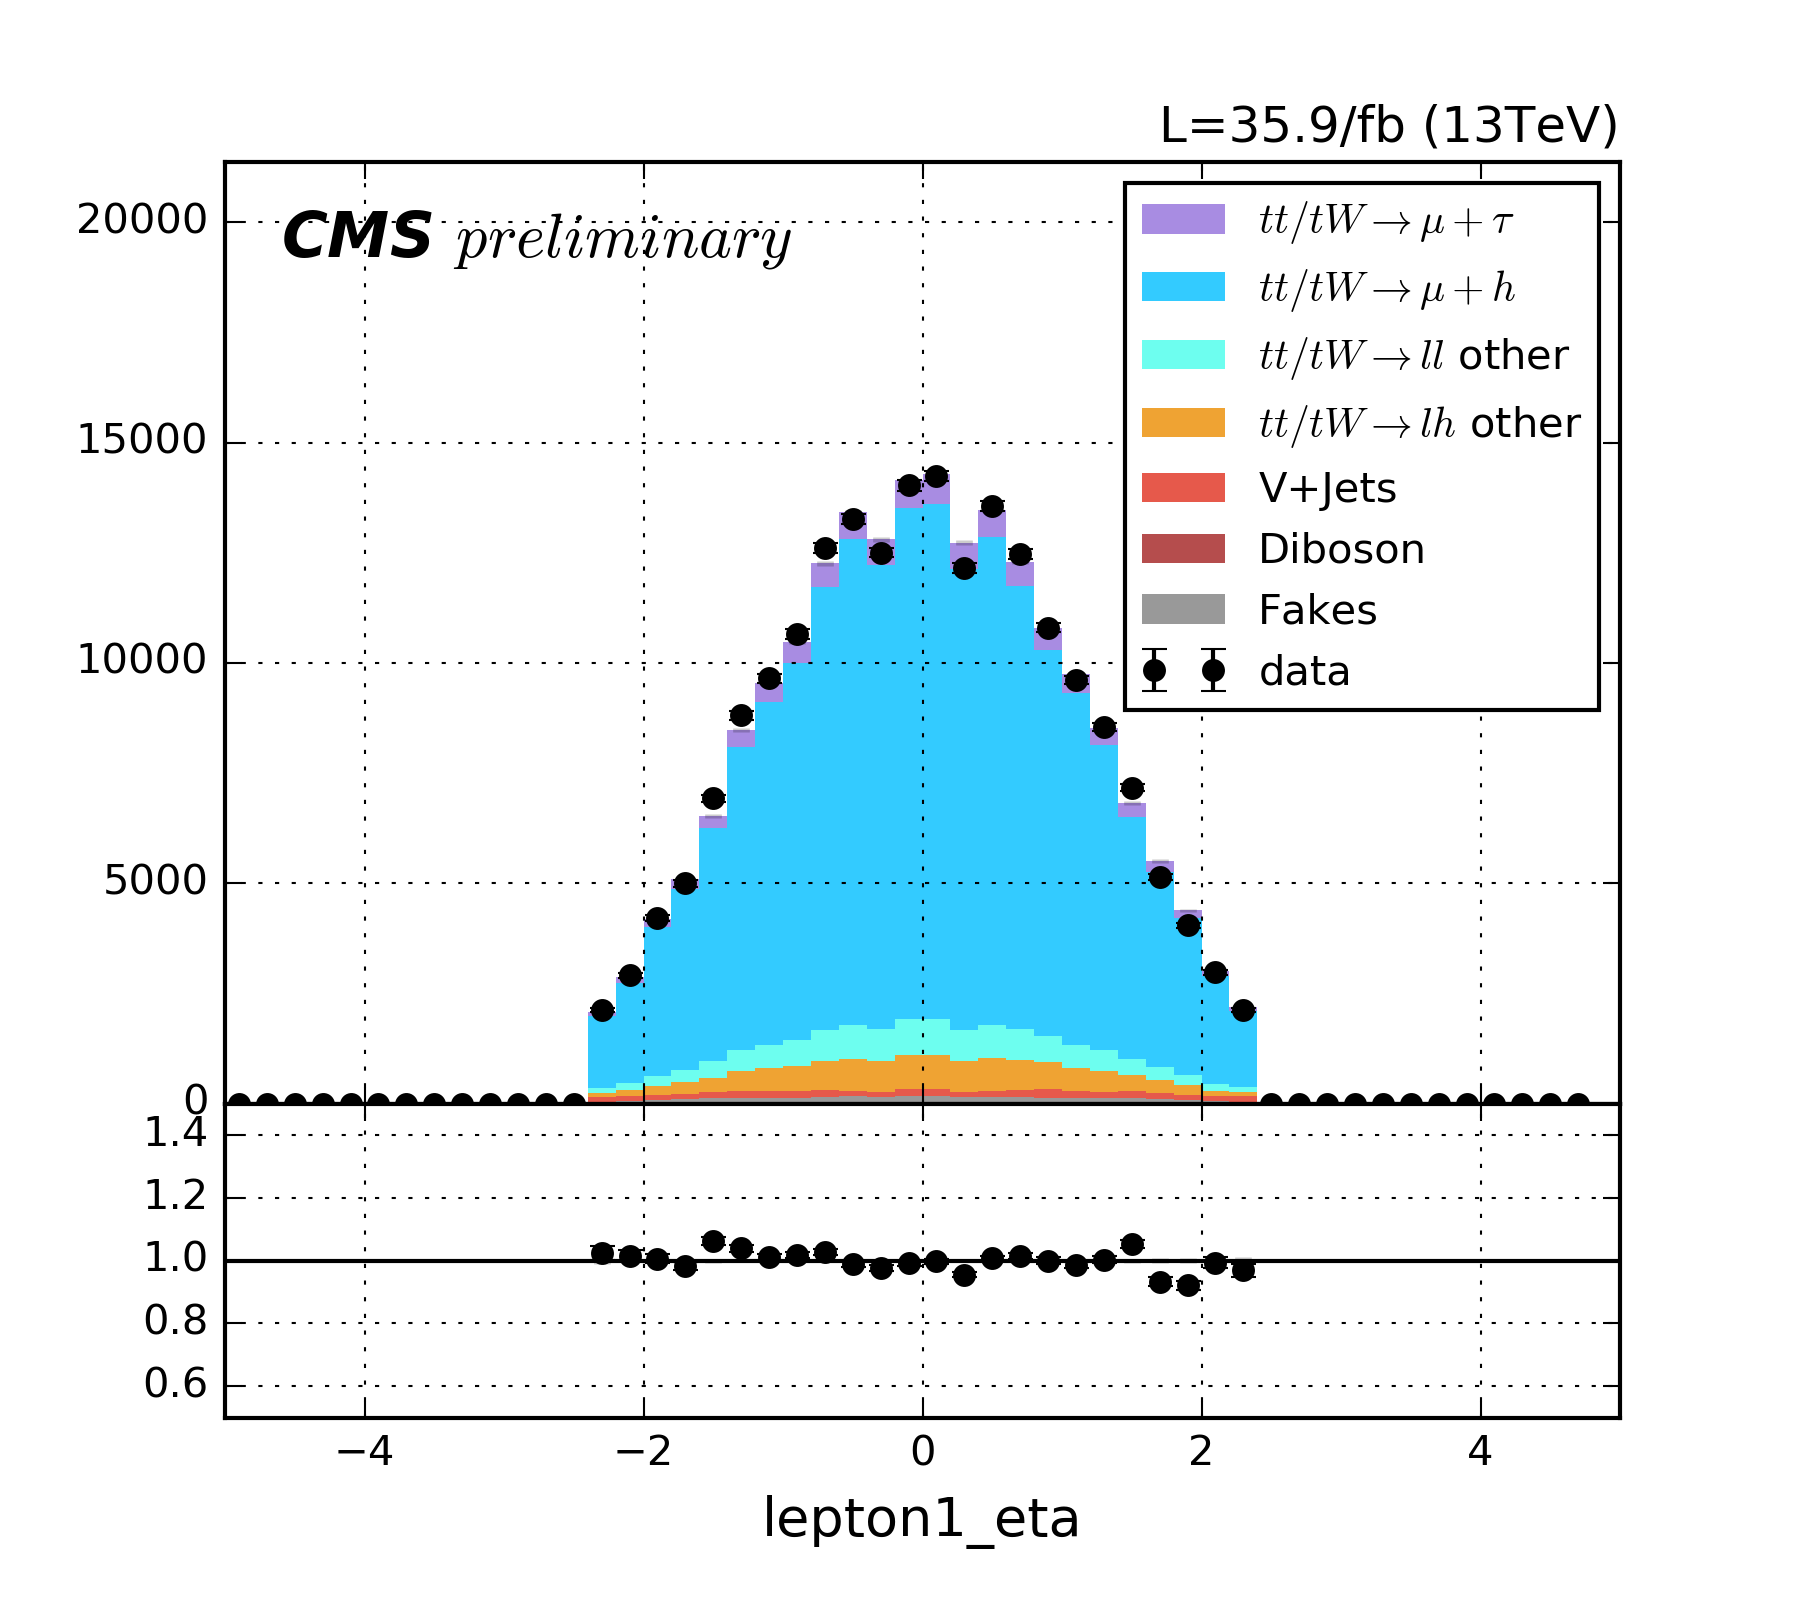 L=35.9/fb (13TeV)
CMS preliminary
20000
15000
10000
5000
0
tt/tW → μ + τ
tt/tW → μ + h
tt/tW → ll other
tt/tW → lh other
V+Jets
Diboson
Fakes
data
1.4
1.2
1.0
0.8
0.6
−4 −2 0 2 4
lepton1_eta